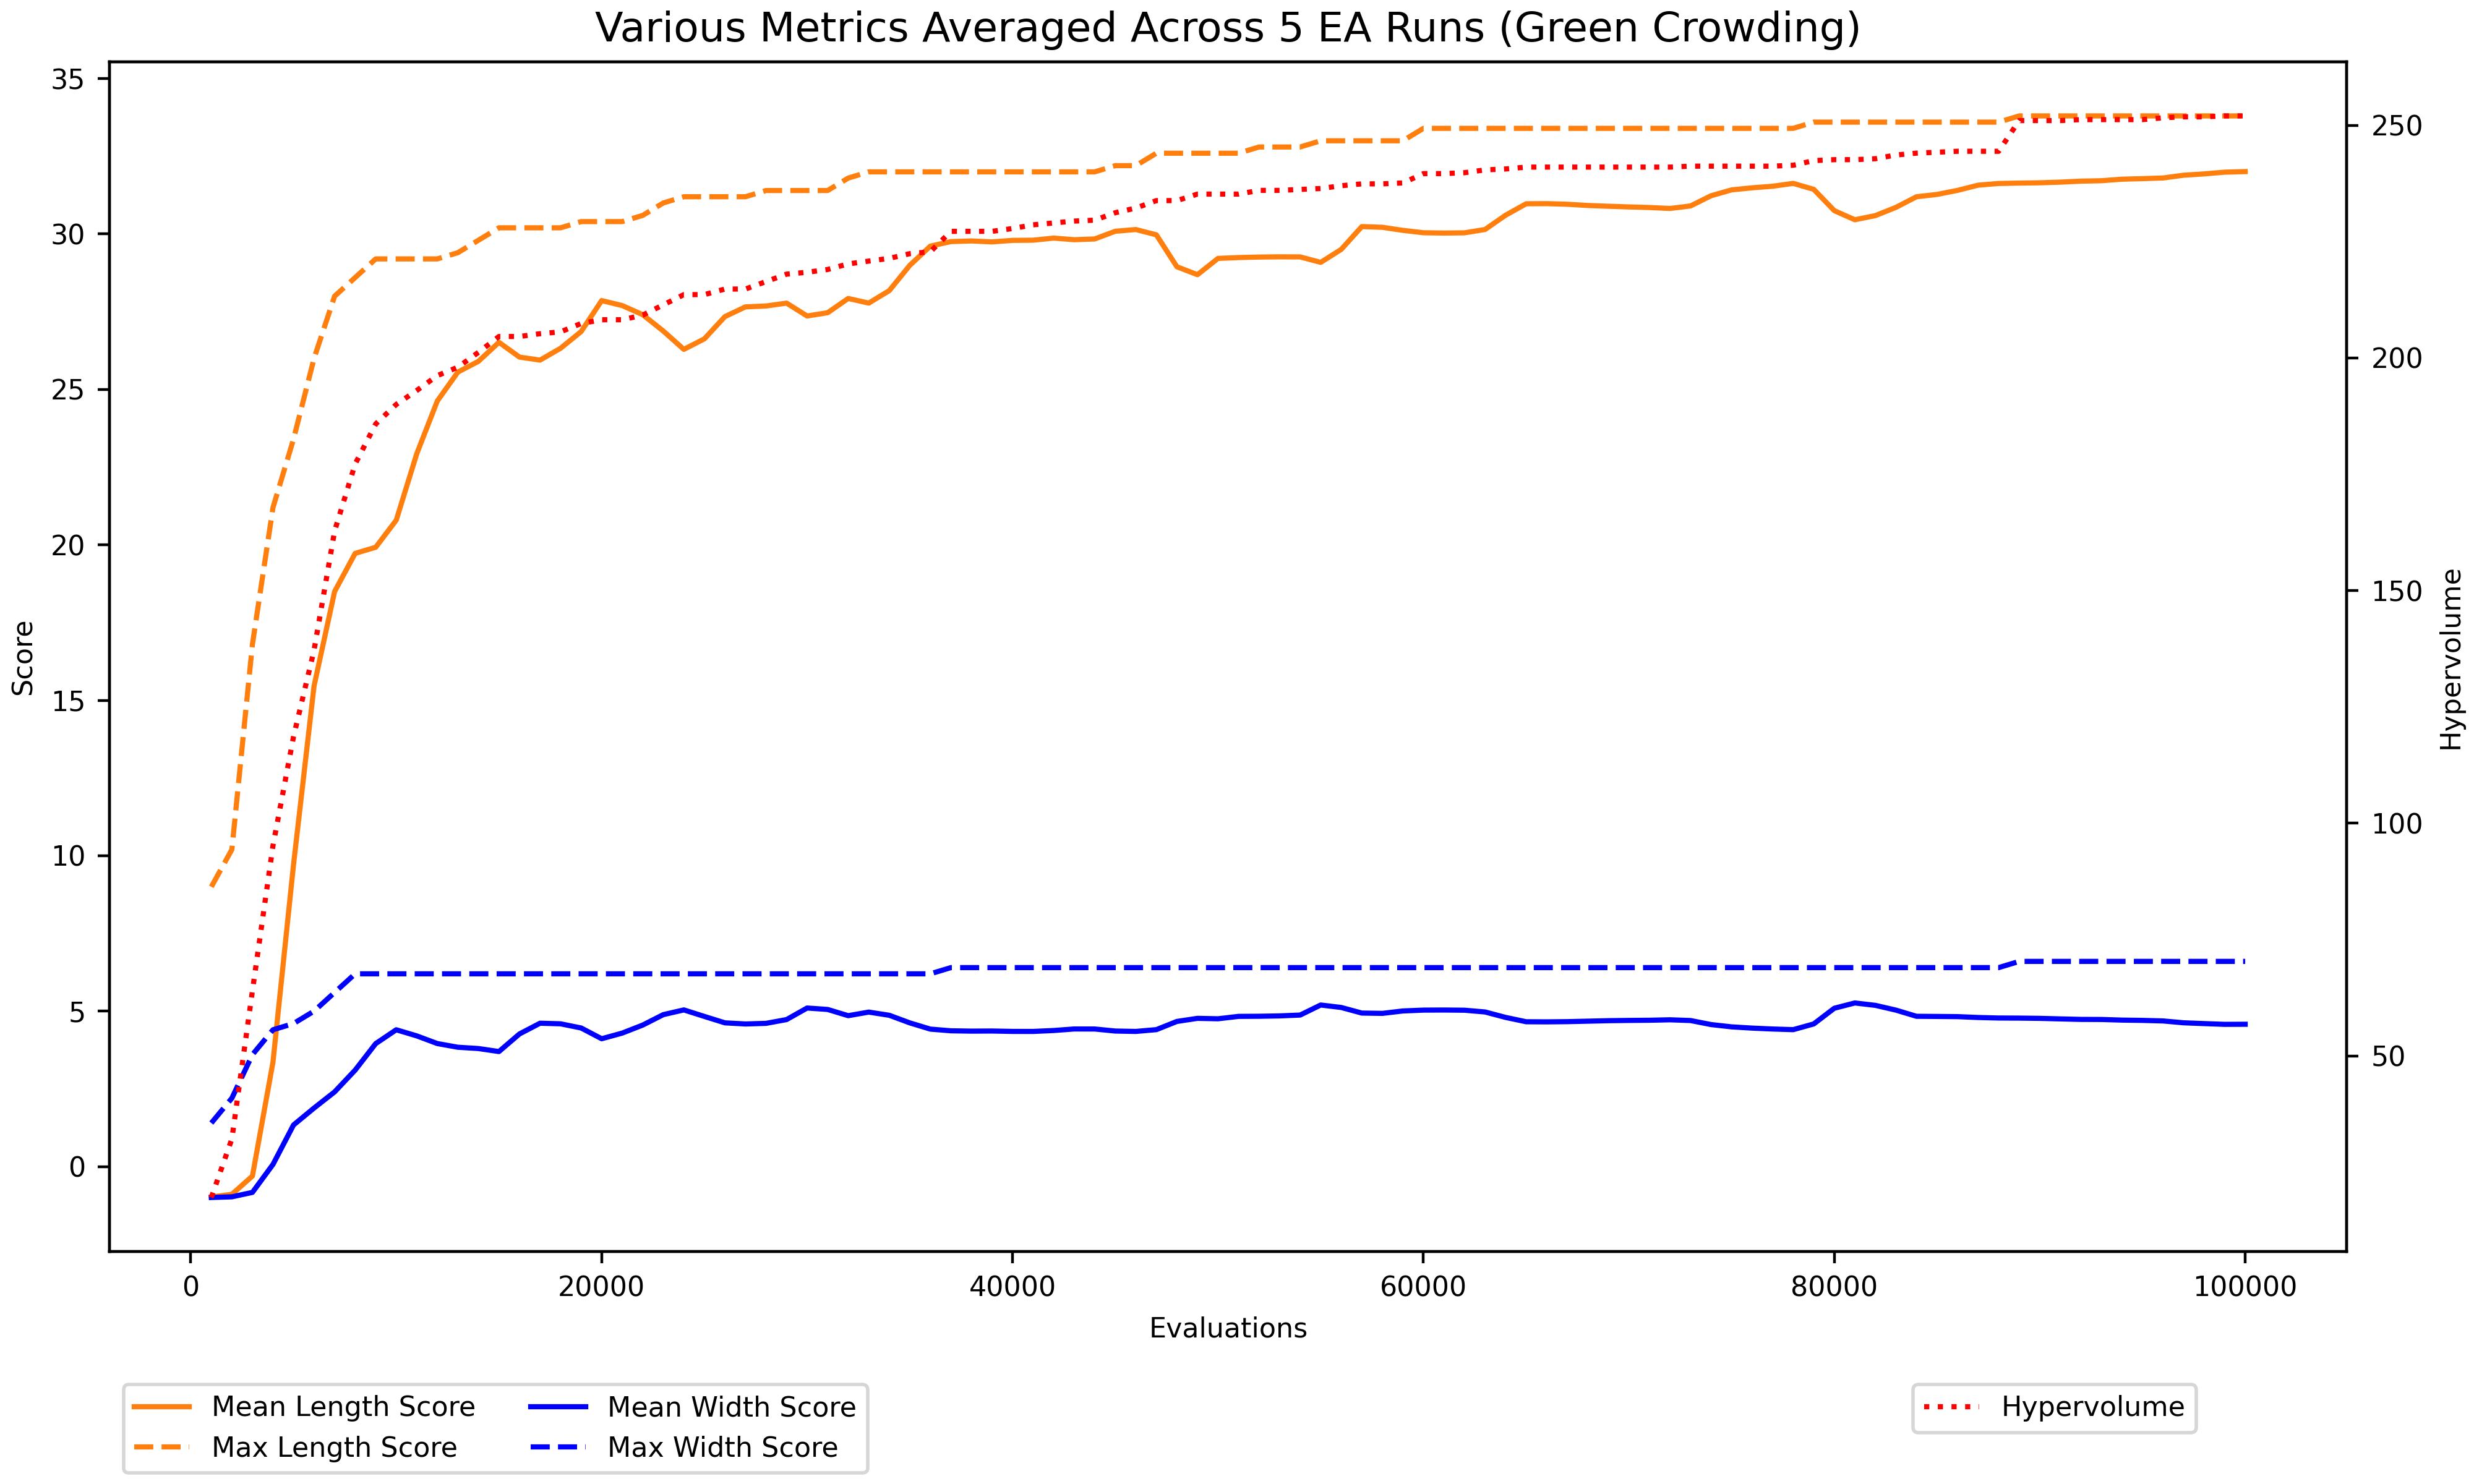 Various Metrics Averaged Across 5 EA Runs (Green Crowding)
35
30
25
20
15
10
5
0
Score
250
200
150
100
50
Hypervolume
0 20000 40000 60000 80000 100000
Evaluations
Mean Length Score Mean Width Score
Max Length Score Max Width Score
Hypervolume